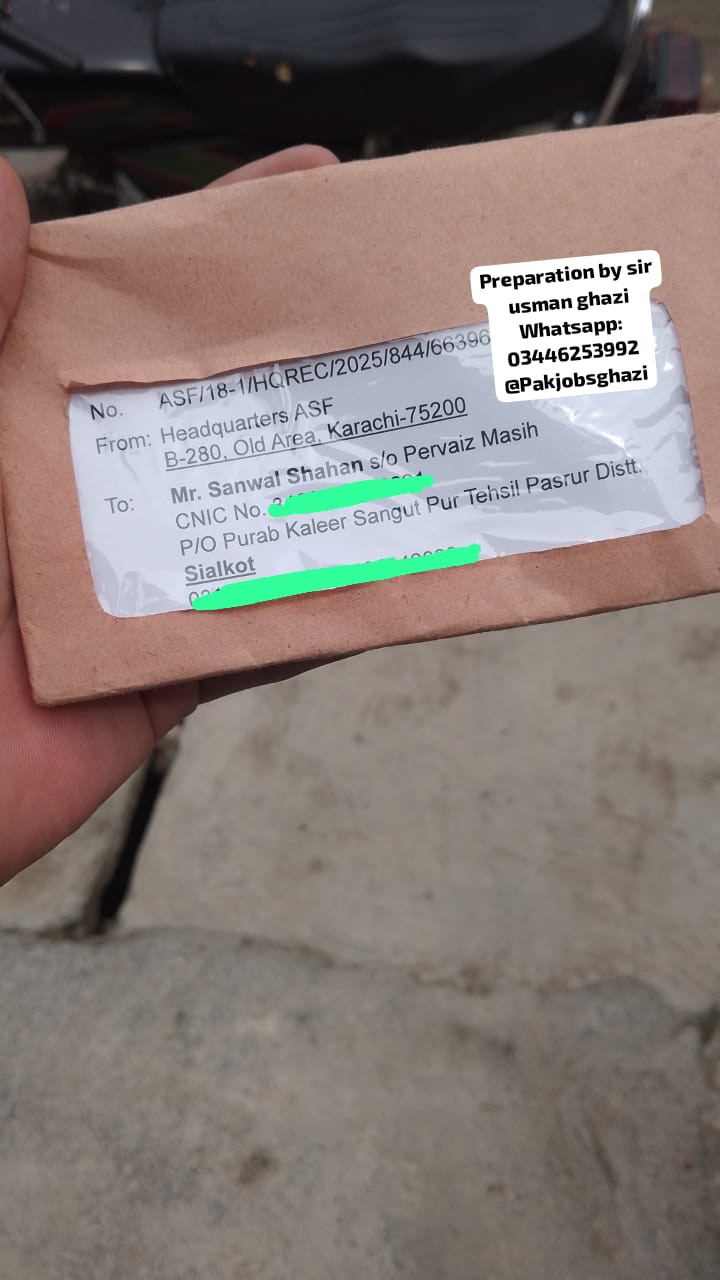 Preparation by sir
usman ghazi
Whatsapp:
03446253992
@Pakjobsghazi
No. ASF/18-1/HQREC/2025/844/66396
From: Headquarters ASF
B-280, Old Area, Karachi-75200
To: Mr. Sanwal Shahan s/o Pervaiz Masih
CNIC No.
P/O Purab Kaleer Sangut Pur Tehsil Pasrur Distt.
Sialkot